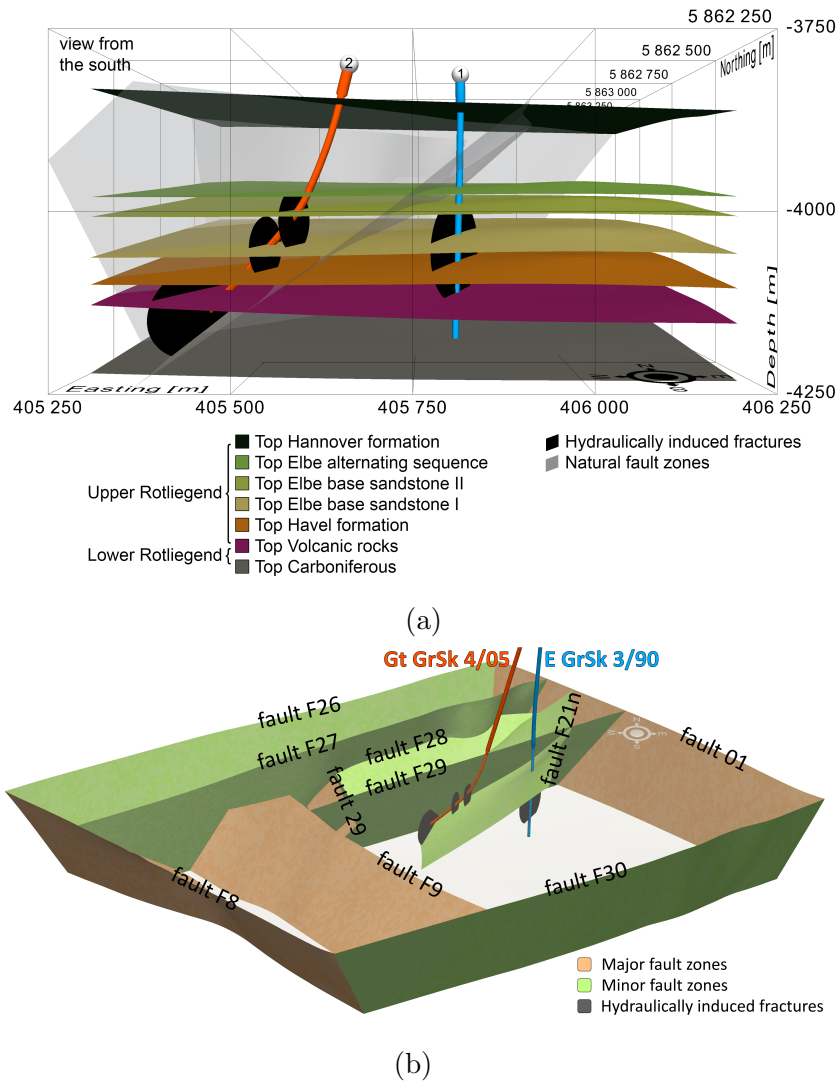 view from
the south
2
1
5 862 250
5 862 500
5 862 750
5 863 000
5 863 250
Northing [m]
-3750
-4000
-4250
Depth [m]
Easting [m]
N
E
S
W
405 250
405 500
405 750
406 000
406 250
Upper Rotliegend
Lower Rotliegend
Top Hannover formation
Top Elbe alternating sequence
Top Elbe base sandstone II
Top Elbe base sandstone I
Top Havel formation
Top Volcanic rocks
Top Carboniferous
Hydraulically induced fractures
Natural fault zones
(a)
Gt GrSk 4/05
E GrSk 3/90
fault F26
fault F27
fault F28
fault F29
fault 29
fault F21n
fault 01
fault F8
fault F9
fault F30
N
E
S
W
Major fault zones
Minor fault zones
Hydraulically induced fractures
(b)